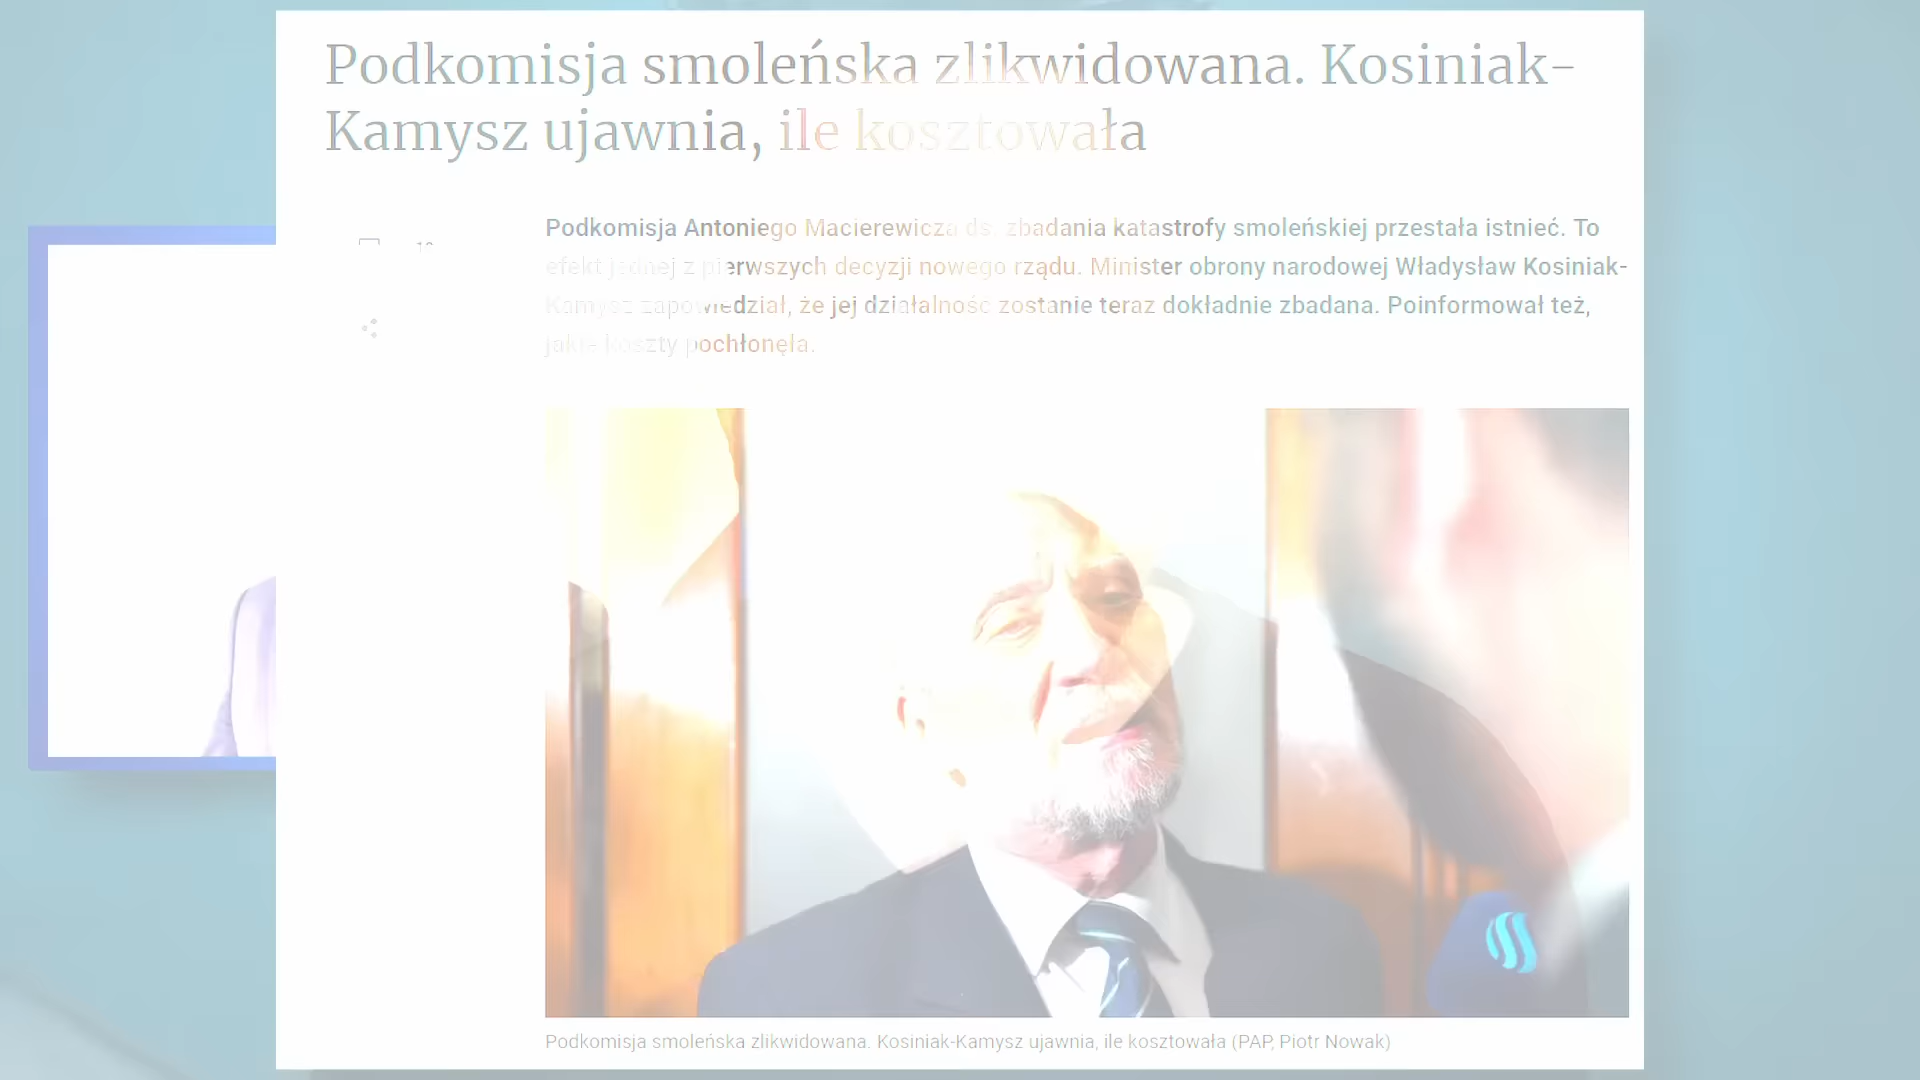 Podkomisja smoleńska zlikwidowana. Kosiniak-
Kamysz ujawnia, ile kosztowała
Podkomisja Antoniego Macierewicza ds. zbadania katastrofy smoleńskiej przestała istnieć. To
efekt jednej z pierwszych decyzji nowego rządu. Minister obrony narodowej Władysław Kosiniak-
Kamysz zapowiedział, że jej działalność zostanie teraz dokładnie zbadana. Poinformował też,
jakie koszty pochłonęła.
Podkomisja smoleńska zlikwidowana. Kosiniak-Kamysz ujawnia, ile kosztowała (PAP, Piotr Nowak)